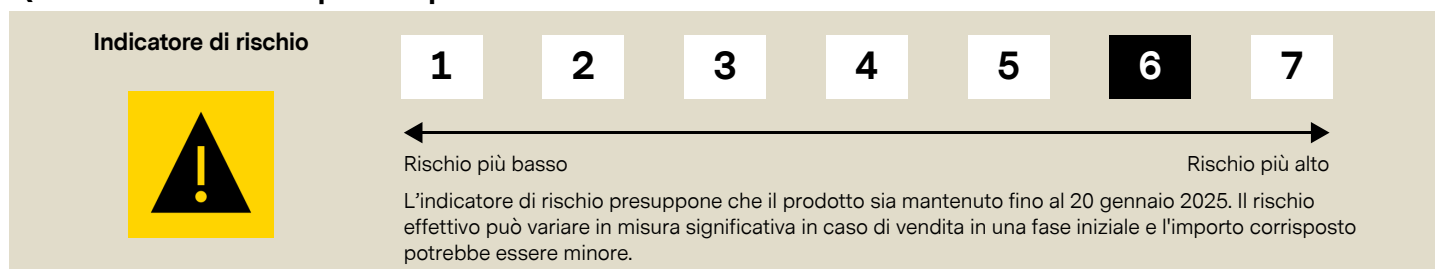 Indicatore di rischio
1 2 3 4 5 6 7
Rischio più basso
Rischio più alto
L'indicatore di rischio presuppone che il prodotto sia mantenuto fino al 20 gennaio 2025. Il rischio
effettivo può variare in misura significativa in caso di vendita in una fase iniziale e l'importo corrisposto
potrebbe essere minore.